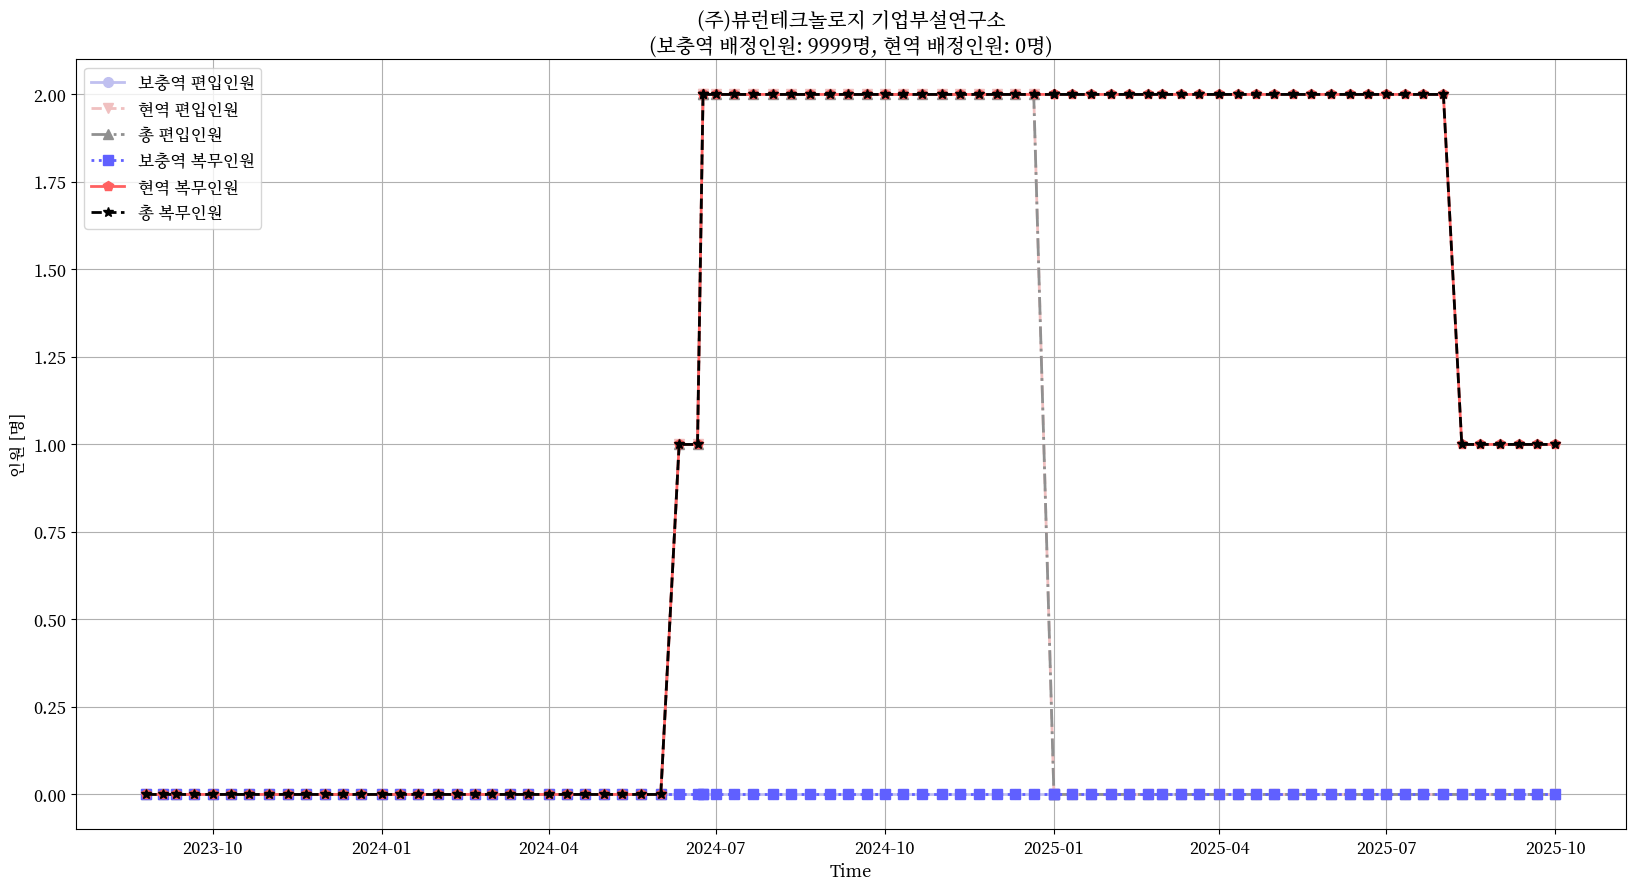 (주)뷰런테크놀로지 기업부설연구소
(보충역 배정인원: 9999명, 현역 배정인원: 0명)
보충역 편입인원
현역 편입인원
총 편입인원
보충역 복무인원
현역 복무인원
총 복무인원
2.00
1.75
1.50
1.25
1.00
0.75
0.50
0.25
0.00
인원 [명]
2023-10 2024-01 2024-04 2024-07 2024-10 2025-01 2025-04 2025-07 2025-10
Time